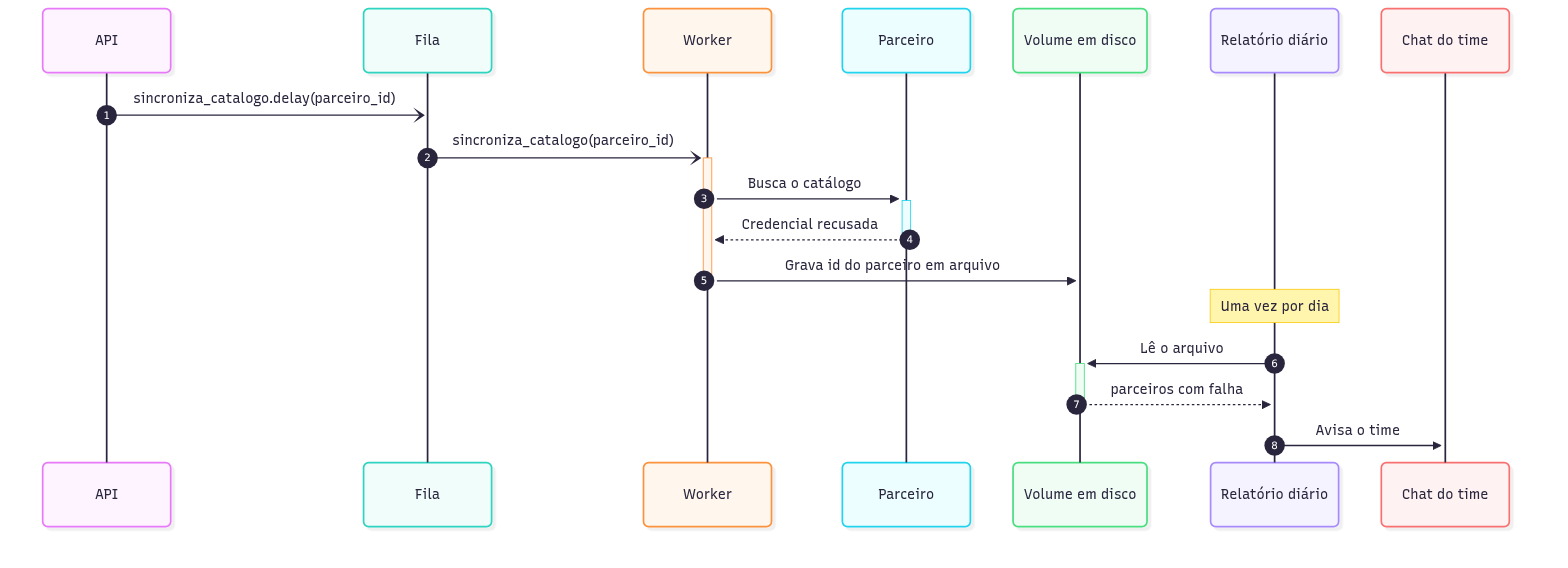 API
Fila
Worker
Parceiro
Volume em disco
Relatório diário
Chat do time
sincroniza_catalogo.delay(parceiro_id)
1
sincroniza_catalogo(parceiro_id)
2
Busca o catálogo
3
Credencial recusada
4
Grava id do parceiro em arquivo
5
Uma vez por dia
Lê o arquivo
6
parceiros com falha
7
Avisa o time
8
API
Fila
Worker
Parceiro
Volume em disco
Relatório diário
Chat do time